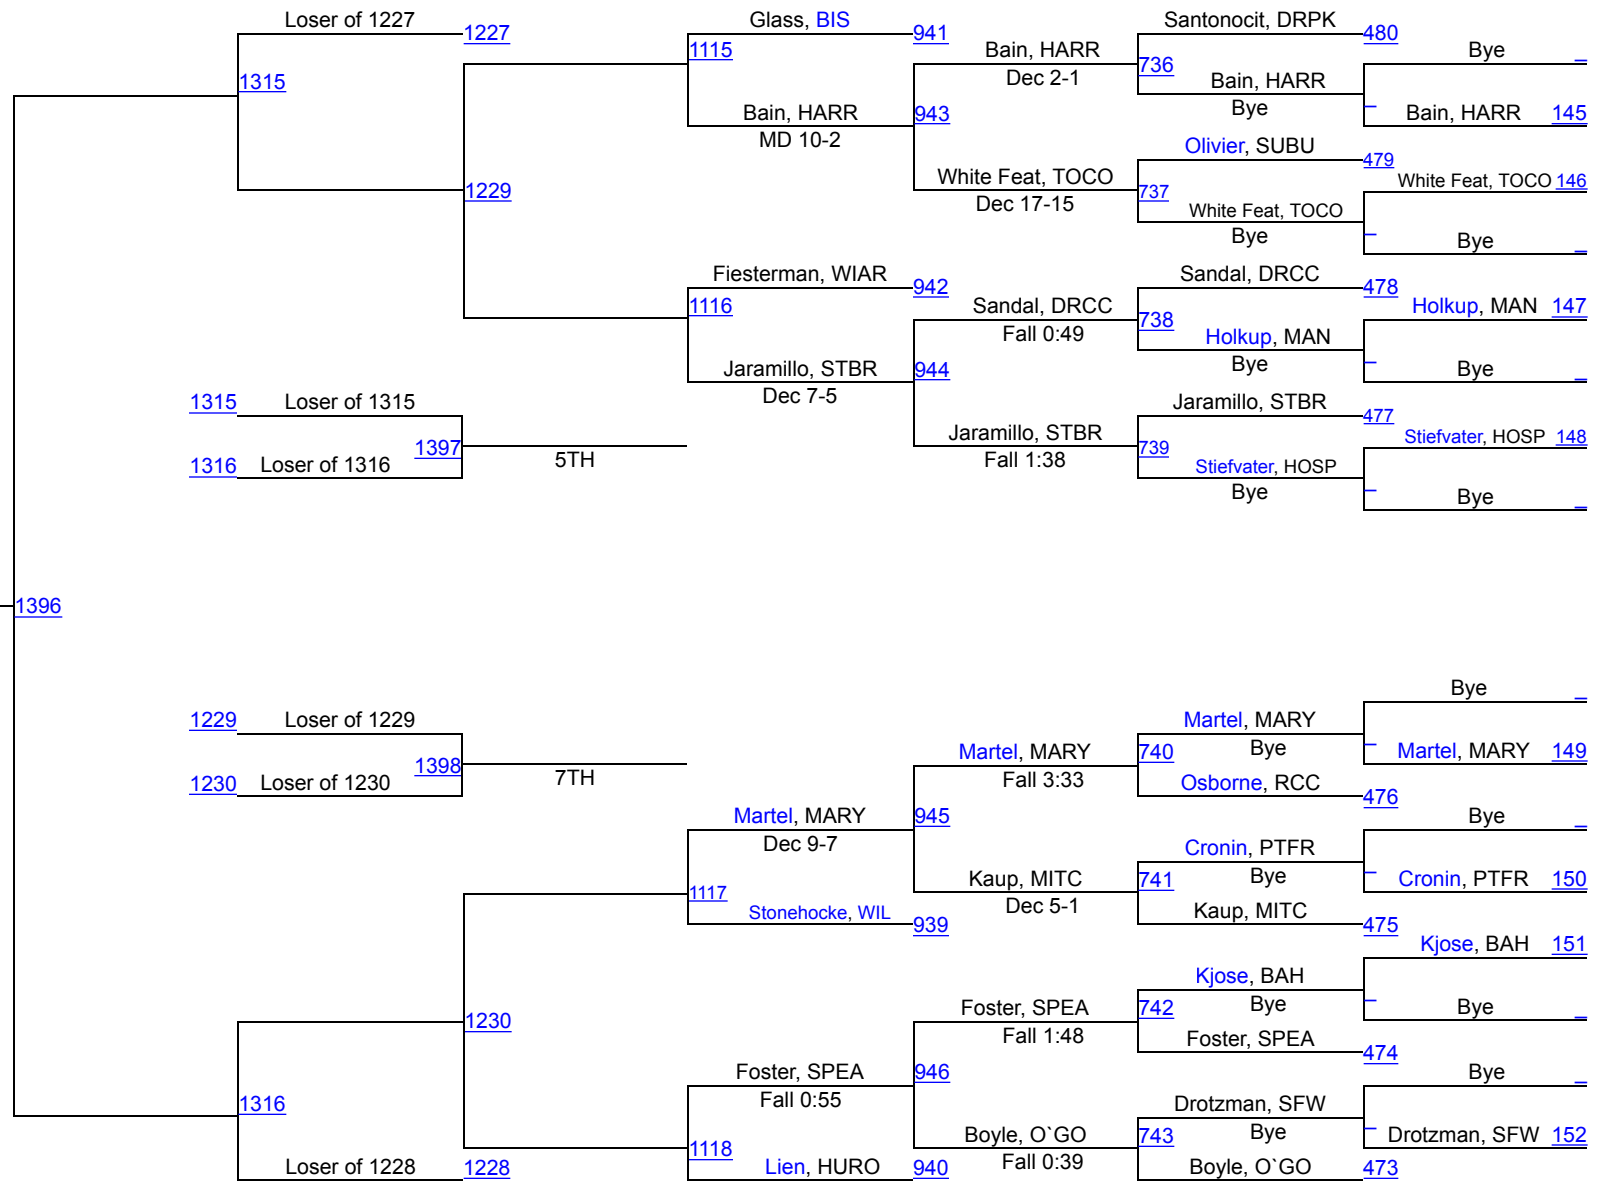 Loser of 1227
1227
1315
1229
Glass, BIS
941
1115
Bain, HARR
MD 10-2
943
Bain, HARR
Dec 2-1
Santonocit, DRPK
480
736
Bain, HARR
Bye
Bye
_
_
Bain, HARR
145
White Feat, TOCO
Dec 17-15
Olivier, SUBU
479
737
White Feat, TOCO
Bye
White Feat, TOCO
146
_
Bye
_
Fiesterman, WIAR
942
1116
Jaramillo, STBR
Dec 7-5
944
Sandal, DRCC
Fall 0:49
Sandal, DRCC
478
738
Holkup, MAN
Bye
Holkup, MAN
147
_
Bye
_
Jaramillo, STBR
Fall 1:38
Jaramillo, STBR
477
739
Stiefvater, HOSP
Bye
Stiefvater, HOSP
148
_
Bye
_
1315
Loser of 1315
1397
5TH
1316
Loser of 1316
1396
1229
Loser of 1229
1398
7TH
1230
Loser of 1230
Martel, MARY
Dec 9-7
945
Martel, MARY
Fall 3:33
Martel, MARY
Bye
740
Osborne, RCC
476
Bye
_
_
Martel, MARY
149
1117
Stonehocke, WIL
939
Kaup, MITC
Dec 5-1
Cronin, PTFR
Bye
741
Kaup, MITC
475
Bye
_
_
Cronin, PTFR
150
1230
Foster, SPEA
Fall 0:55
946
Foster, SPEA
Fall 1:48
Kjose, BAH
Bye
742
Foster, SPEA
474
Kjose, BAH
151
_
Bye
_
1316
1118
Lien, HURO
940
Boyle, O`GO
Fall 0:39
Drotzman, SFW
Bye
743
Boyle, O`GO
473
Bye
_
_
Drotzman, SFW
152
Loser of 1228
1228